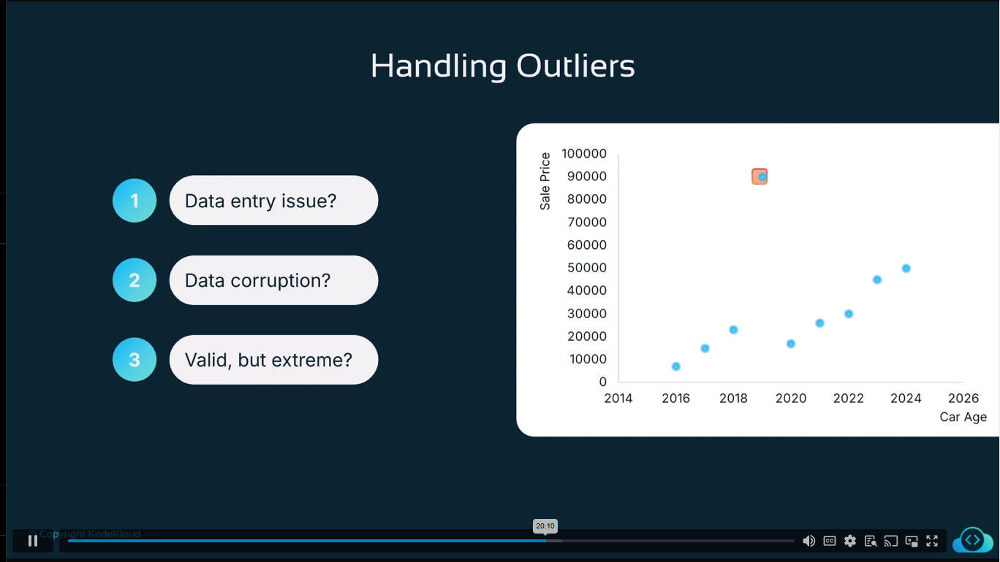 Handling Outliers
1 Data entry issue?
2 Data corruption?
3 Valid, but extreme?
Sale Price
100000
90000
80000
70000
60000
50000
40000
30000
20000
10000
0
2014 2016 2018 2020 2022 2024 2026
Car Age
© Copyright KodeKloud
20:10
CC